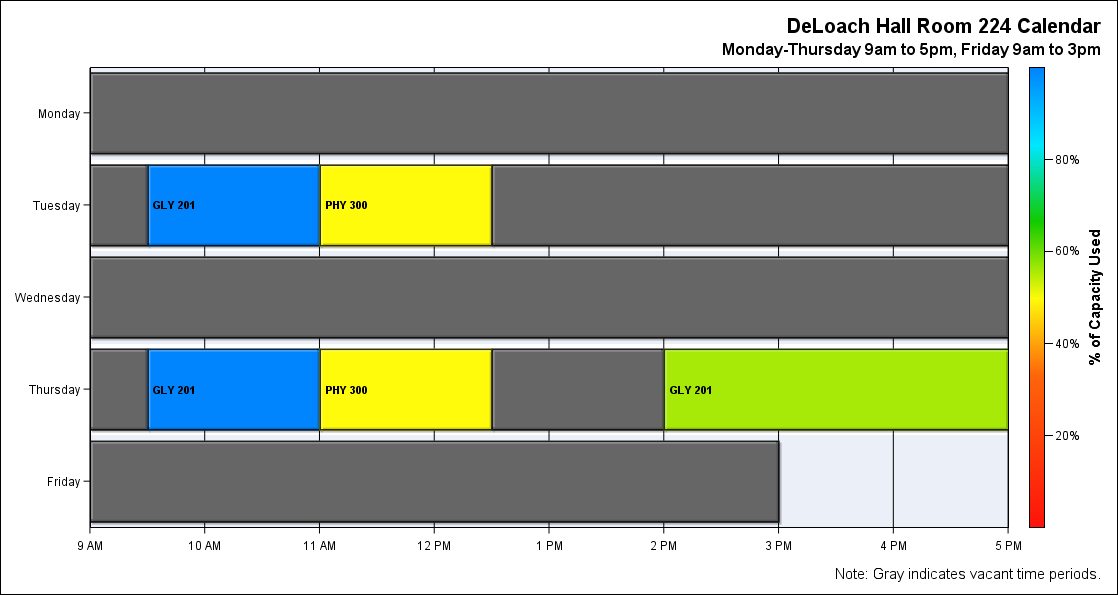 DeLoach Hall Room 224 Calendar
Monday-Thursday 9am to 5pm, Friday 9am to 3pm
Monday
Tuesday
GLY 201
PHY 300
Wednesday
Thursday
GLY 201
PHY 300
GLY 201
Friday
9 AM
10 AM
11 AM
12 PM
1 PM
2 PM
3 PM
4 PM
5 PM
80%
60%
40%
20%
% of Capacity Used
Note: Gray indicates vacant time periods.